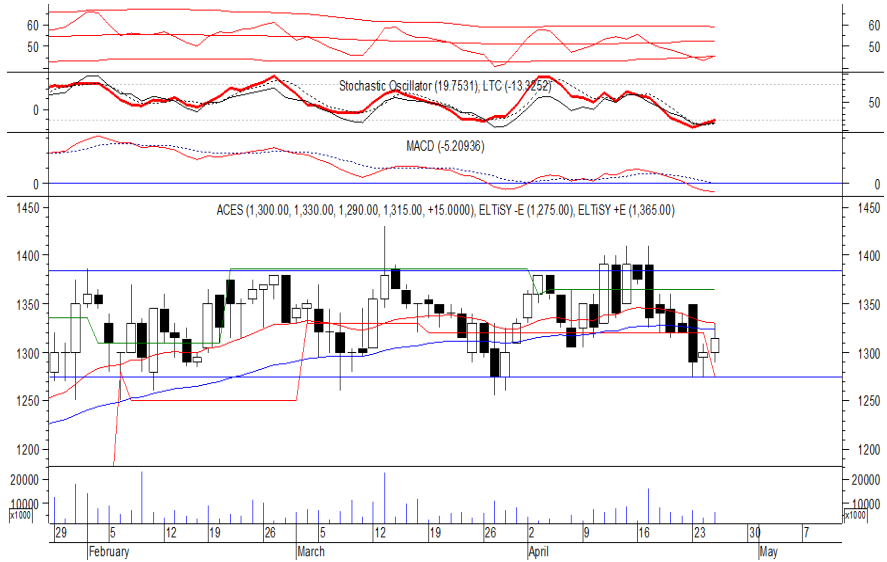 60 60
50 50
Stochastic Oscillator (19.7531), LTC (-13.3252)
0 50
MACD (-5.20936)
0 0
1450 1450
ACES (1,300.00, 1,330.00, 1,290.00, 1,315.00, +15.0000), ELTiSY -E (1,275.00), ELTiSY +E (1,365.00)
1400 1400
1350 1350
1300 1300
1250 1250
1200 1200
20000 20000
10000 10000
x1000 x1000
29 5 12 19 26 5 12 19 26 2 9 16 23 30 7
February March April May